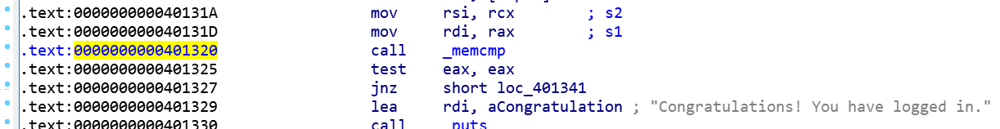 .text:000000000040131A mov rsi, rcx ; s2
.text:000000000040131D mov rdi, rax ; s1
.text:0000000000401320 call _memcmp
.text:0000000000401325 test eax, eax
.text:0000000000401327 jnz short loc_401341
.text:0000000000401329 lea rdi, aCongratulation ; "Congratulations! You have logged in."
.text:0000000000401330 call _puts